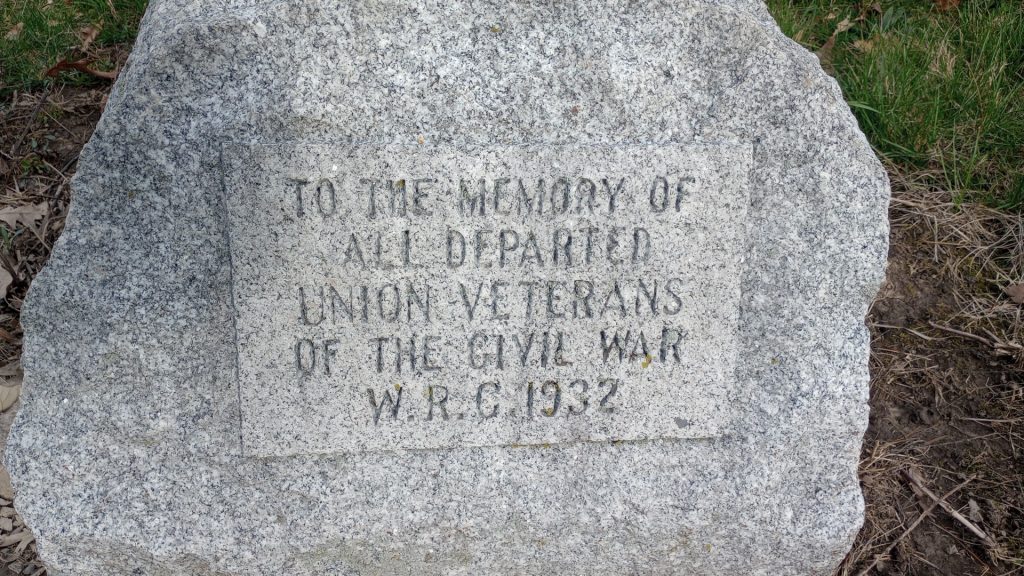 TO THE MEMORY OF
ALL DEPARTED
UNION VETERANS
OF THE CIVIL WAR
W.R.C. 1932